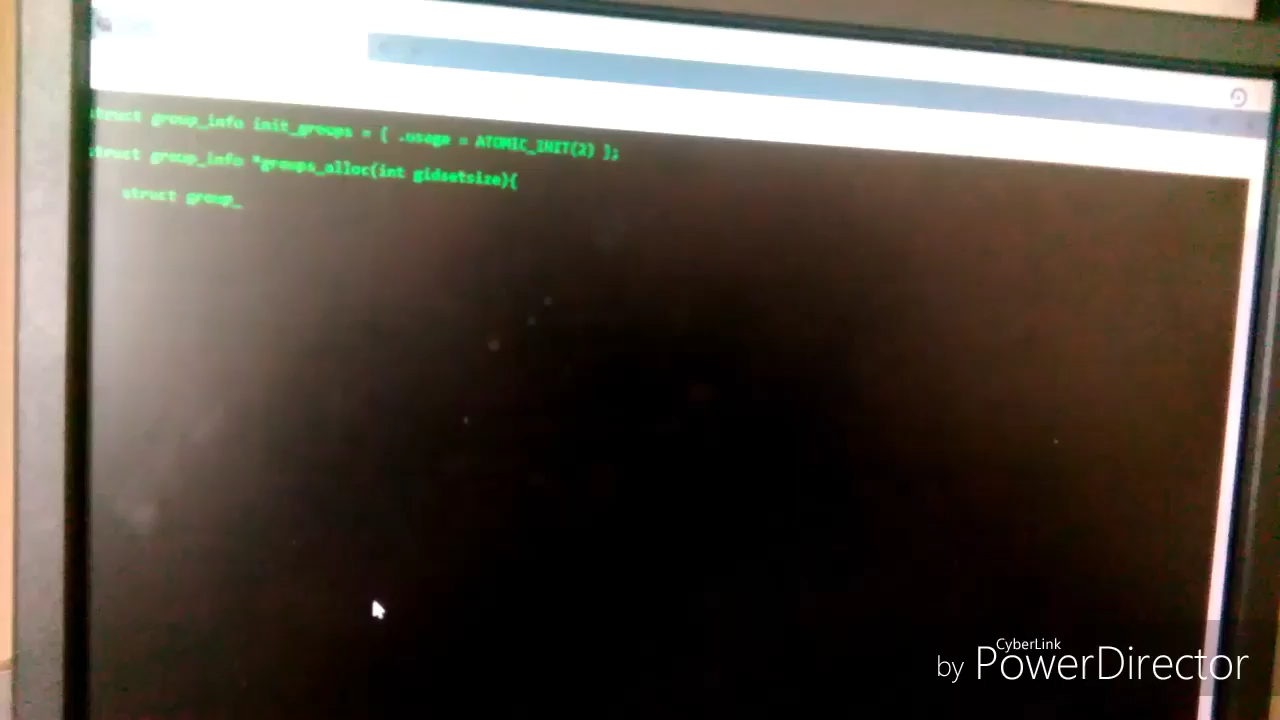 struct group_info init_groups = { .usage = ATOMIC_INIT(2) };
struct group_info *groups_alloc(int gidsetsize){
struct group_
CyberLink
by PowerDirector